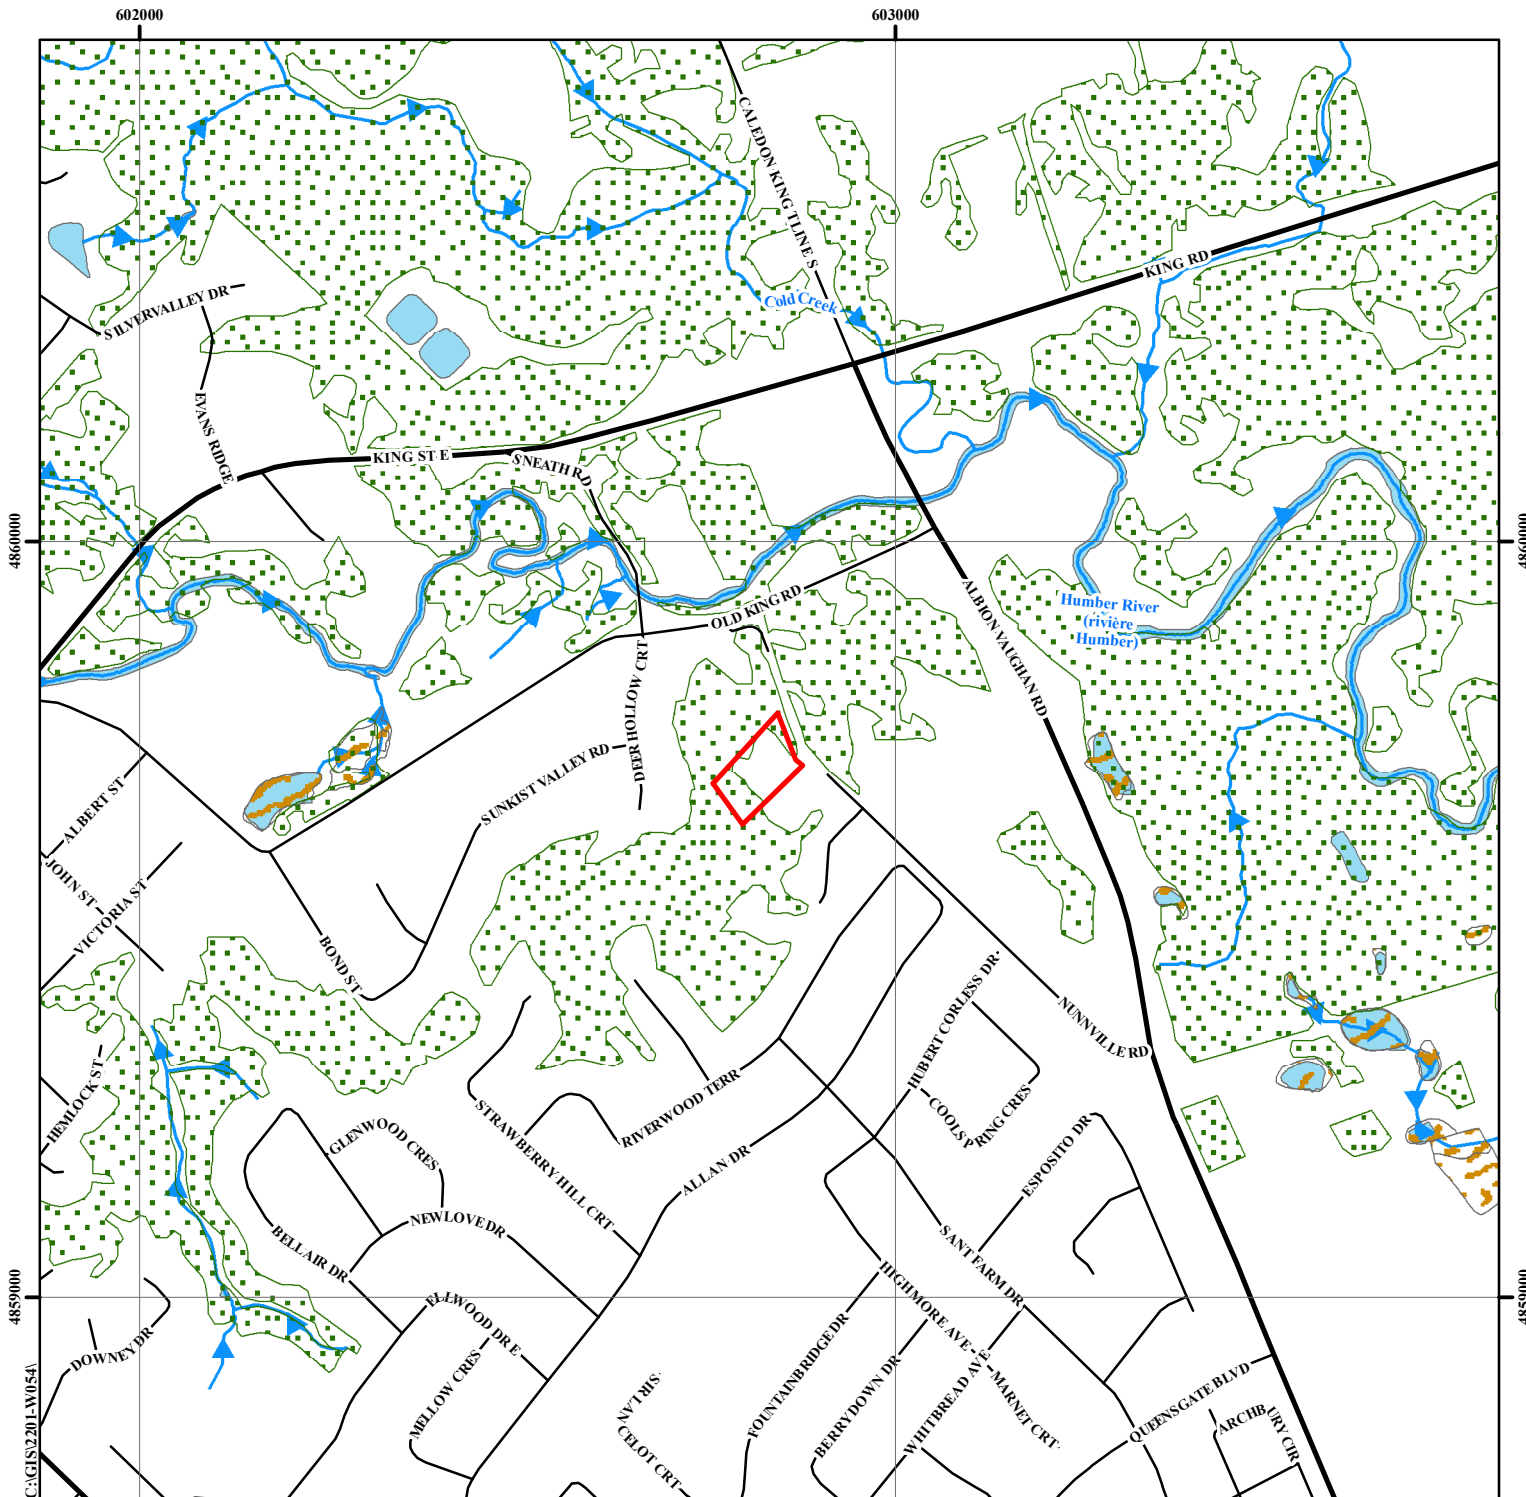 602000
603000
CALEDON KING TLINE S
KING RD
SILVERVALLEY DR
Cold Creek
EVANS RIDGE
KING ST E
SNEATH RD
4860000
4860000
OLD KING RD
ALBION VAUGHAN RD
Humber River
(rivière
Humber)
DEER HOLLOW CRT
SUNKIST VALLEY RD
ALBERT ST
JOHN ST
VICTORIA ST
BOND ST
HUBERT CORLESS DR
NUNNVILLE RD
HEMLOCK ST
GLENWOOD CRES
STRAWBERRY HILL CRT
RIVERWOOD TERR
COOLSPRING CRES
ESPOSITO DR
ALLAN DR
NEWLOVE DR
BELLAIR DR
SANT FARM DR
HIGHMORE AVE
4859000
4859000
ELLWOOD DR E
DOWNEY DR
MELLOW CRES
FOUNTAINBRIDGE DR
BERRYDOWN DR
WHITBREAD AVE
MARNET CRT
QUEENSGATE BLVD
ARCHBURY CIR
SIR LAN
CELOT CRT
C:\GIS\2201-W054\